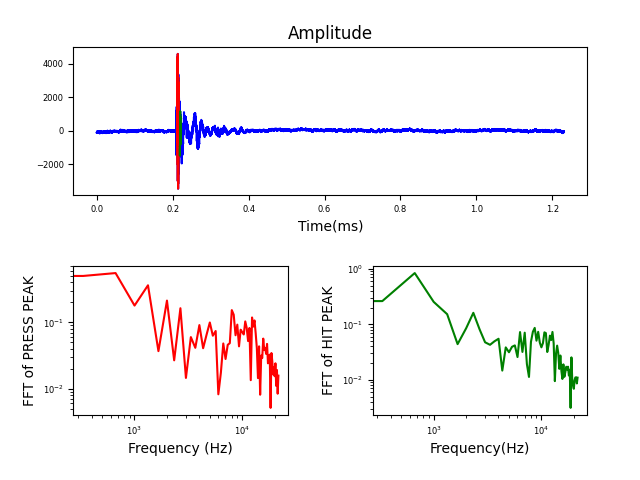 Amplitude
4000
2000
0
−2000
0.0 0.2 0.4 0.6 0.8 1.0 1.2
Time(ms)
FFT of PRESS PEAK
10⁻¹
10⁻²
10³ 10⁴
Frequency (Hz)
FFT of HIT PEAK
10⁰
10⁻¹
10⁻²
10³ 10⁴
Frequency(Hz)